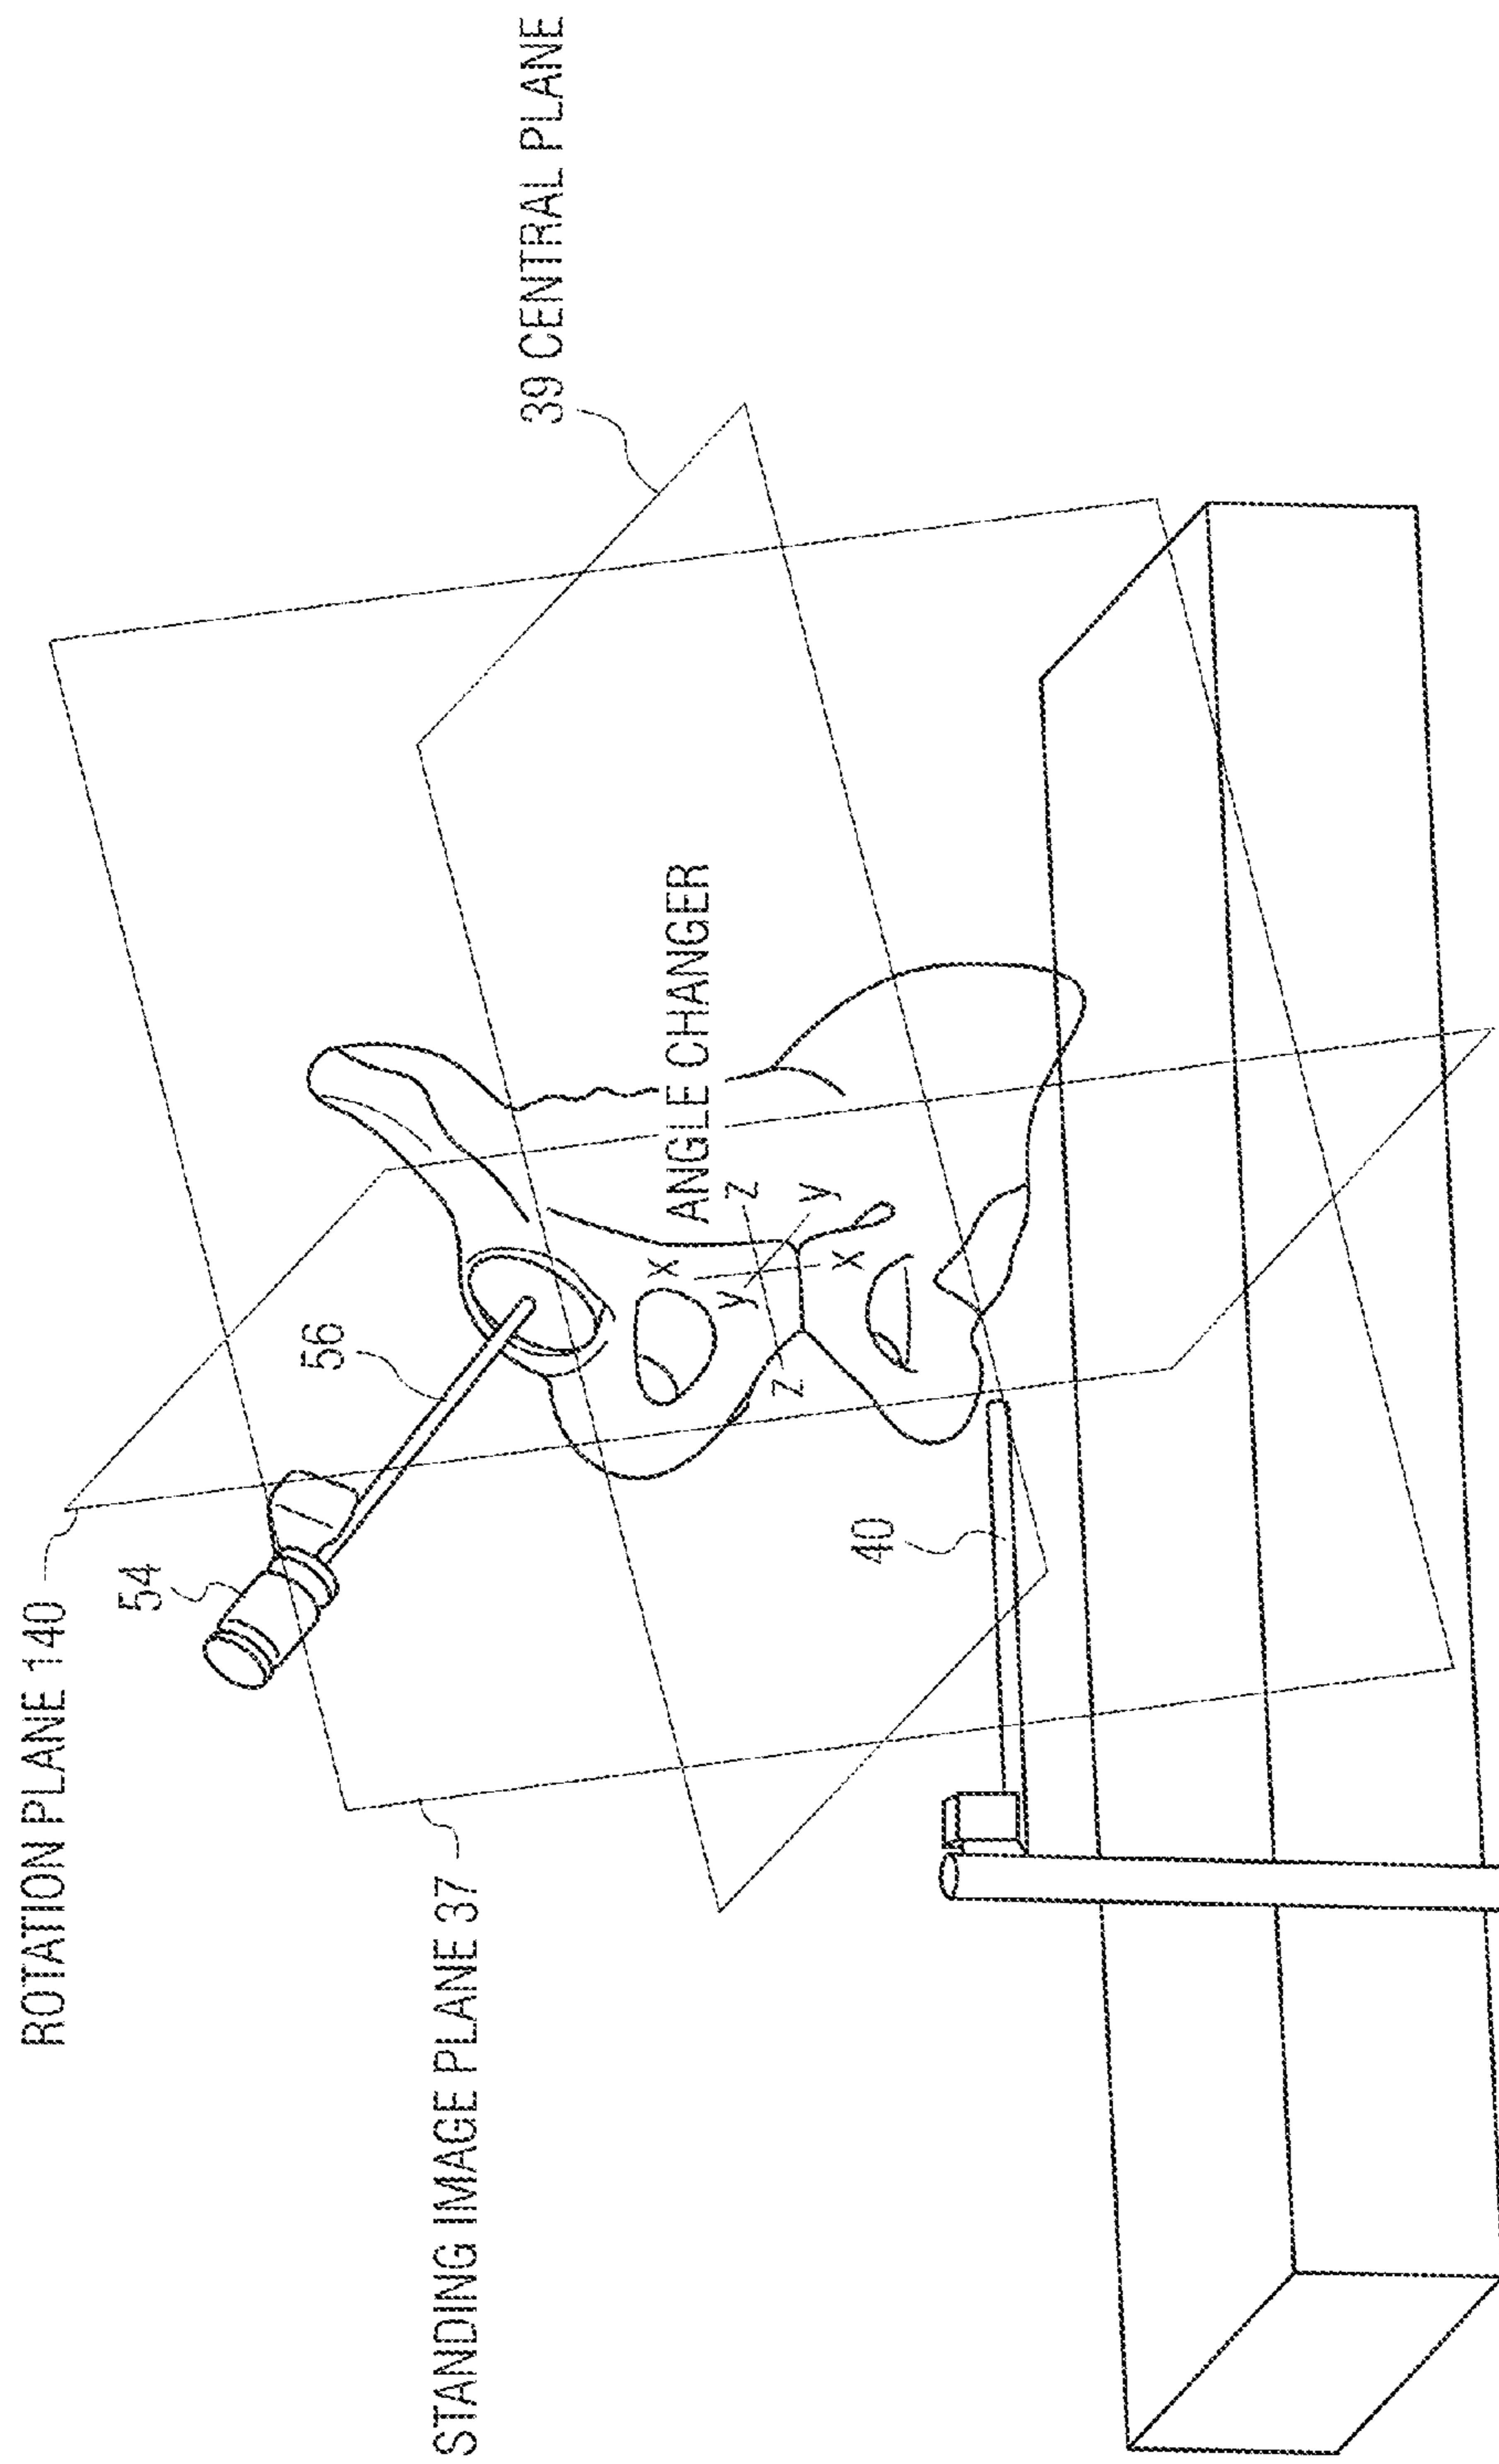 ROTATION PLANE 140
54
56
STANDING IMAGE PLANE 37
39 CENTRAL PLANE
ANGLE CHANGER
x
y
z
z
y
x
40